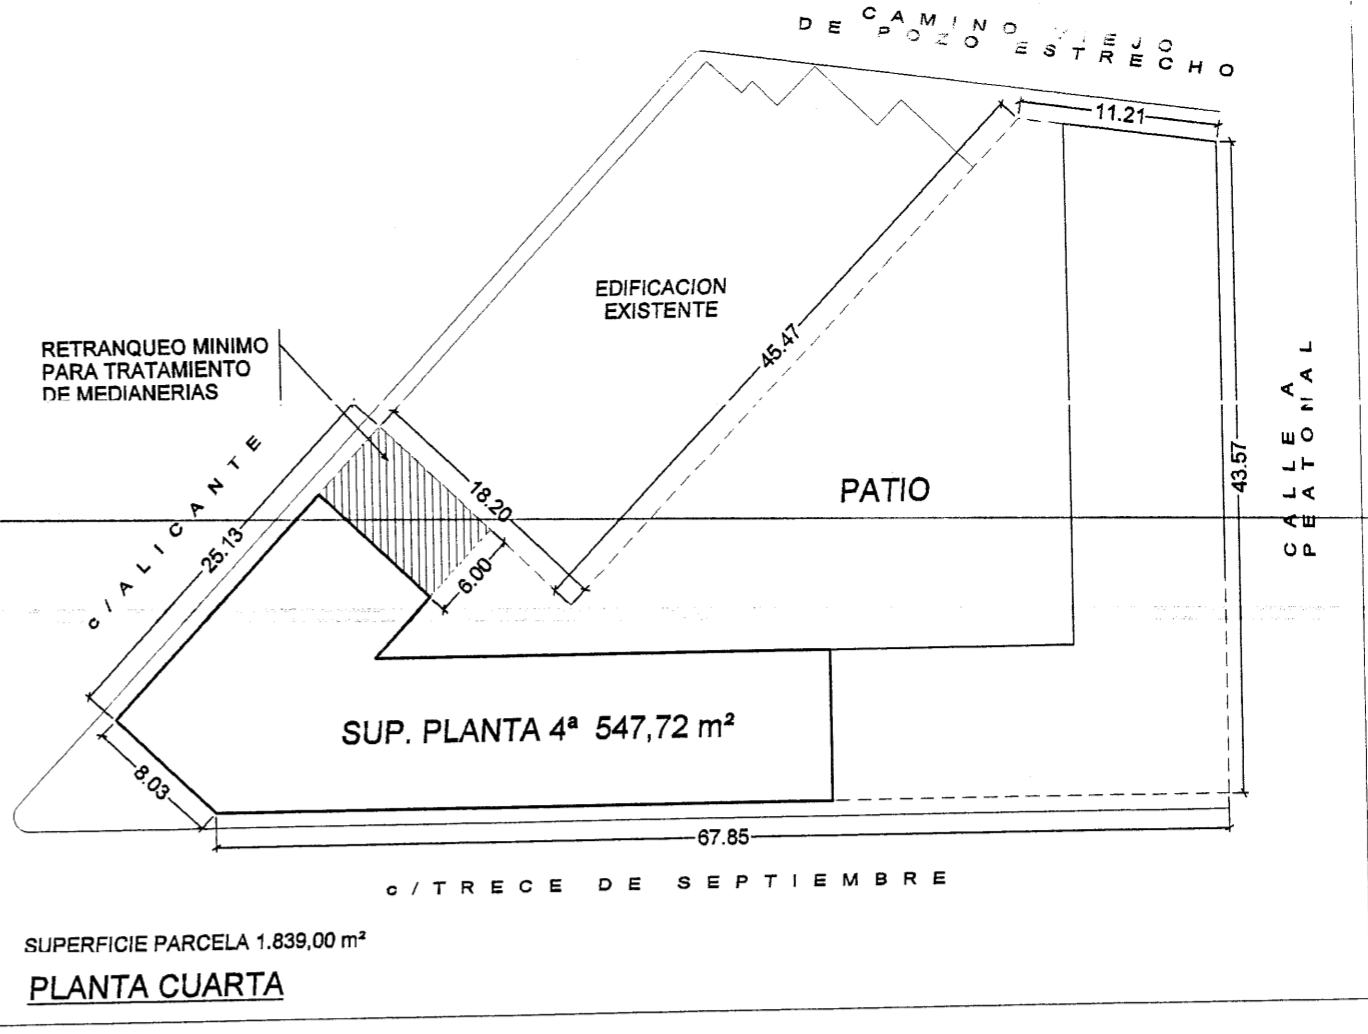 CAMINO VIEJO
DE POZO ESTRECHO
11.21
EDIFICACION
EXISTENTE
45.47
RETRANQUEO MINIMO
PARA TRATAMIENTO
DE MEDIANERIAS
c/ALICANTE
25.13
18.20
6.00
PATIO
43.57
CALLE A
PEATONAL
SUP. PLANTA 4ª 547,72 m²
8.03
67.85
c/TRECE DE SEPTIEMBRE
SUPERFICIE PARCELA 1.839,00 m²
PLANTA CUARTA